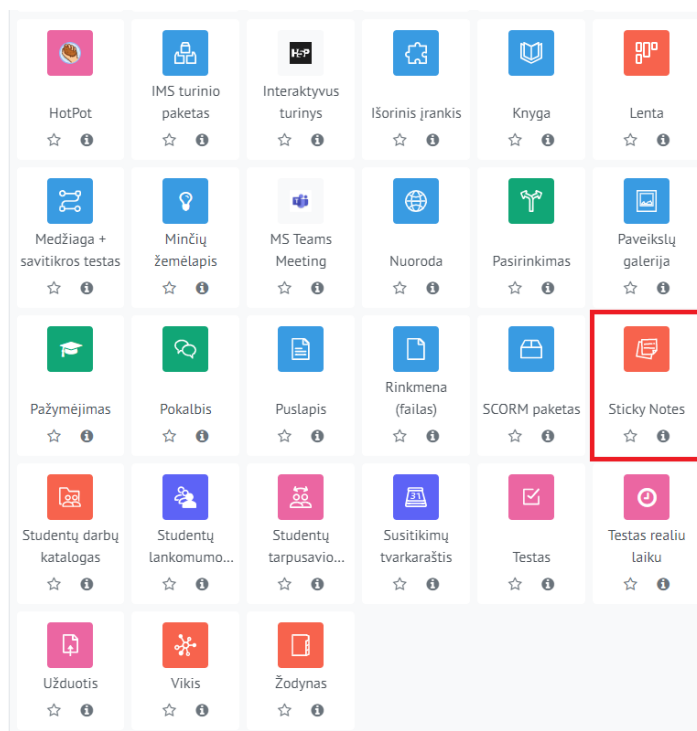 H-P
HotPot
IMS turinio
paketas
Interaktyvus
turinys
Išorinis įrankis
Knyga
Lenta
Medžiaga +
savitikros testas
Minčių
žemėlapis
MS Teams
Meeting
Nuoroda
Pasirinkimas
Paveikslų
galerija
Pažymėjimas
Pokalbis
Puslapis
Rinkmena
(failas)
SCORM paketas
Sticky Notes
31
Studentų darbų
katalogas
Studentų
lankomumo...
Studentų
tarpusavio...
Susitikimų
tvarkaraštis
Testas
Testas realiu
laiku
Užduotis
Vikis
Žodynas